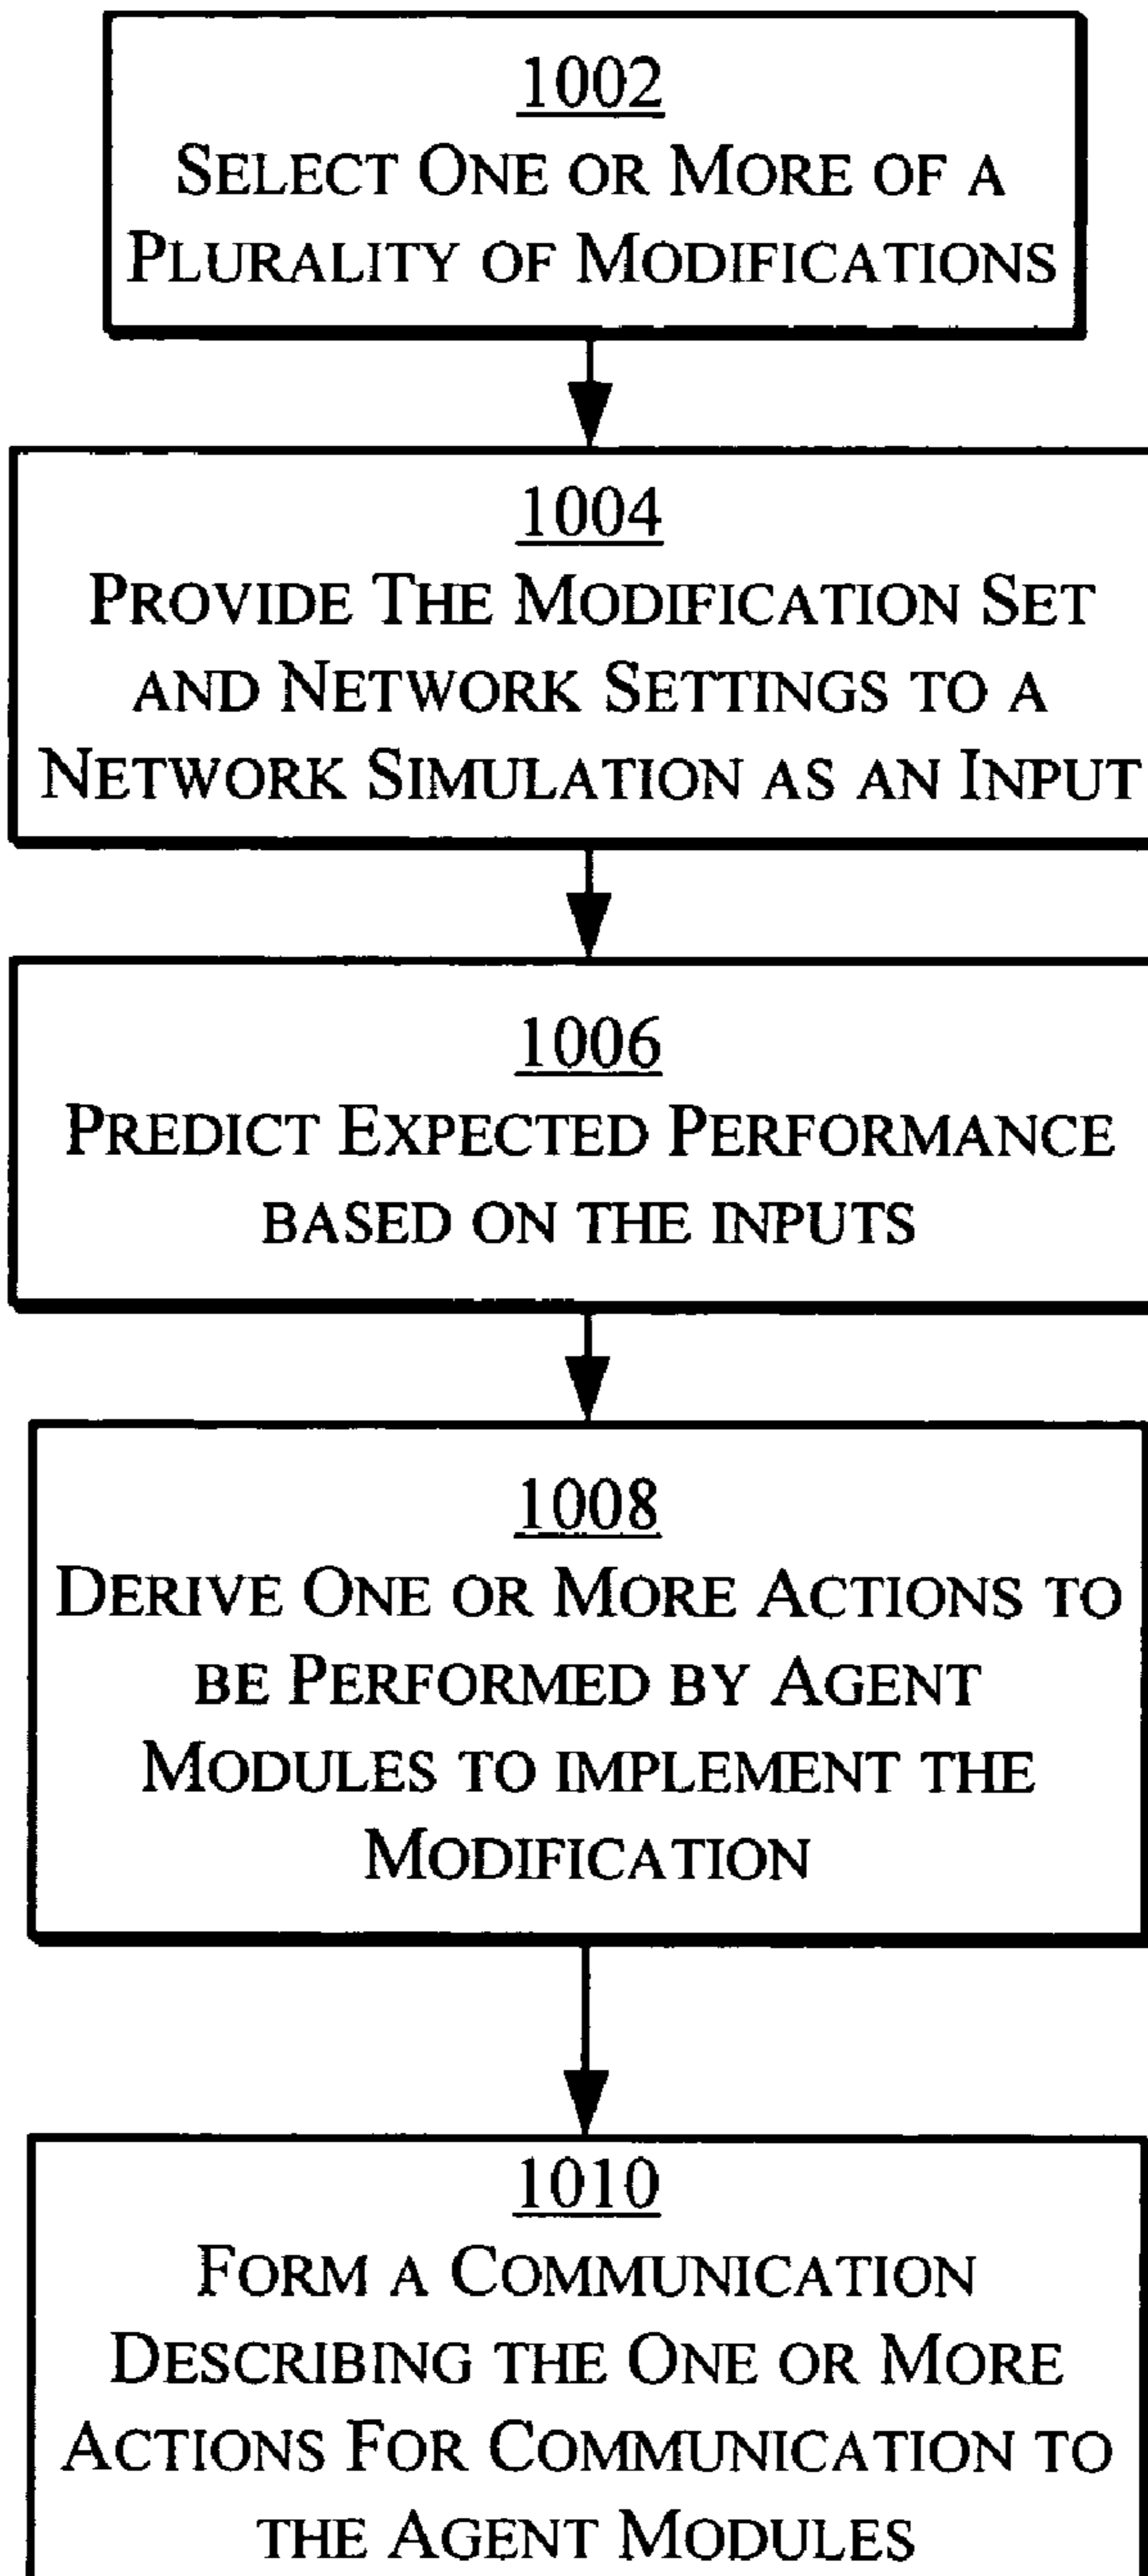 1002
SELECT ONE OR MORE OF A
PLURALITY OF MODIFICATIONS
1004
PROVIDE THE MODIFICATION SET
AND NETWORK SETTINGS TO A
NETWORK SIMULATION AS AN INPUT
1006
PREDICT EXPECTED PERFORMANCE
BASED ON THE INPUTS
1008
DERIVE ONE OR MORE ACTIONS TO
BE PERFORMED BY AGENT
MODULES TO IMPLEMENT THE
MODIFICATION
1010
FORM A COMMUNICATION
DESCRIBING THE ONE OR MORE
ACTIONS FOR COMMUNICATION TO
THE AGENT MODULES